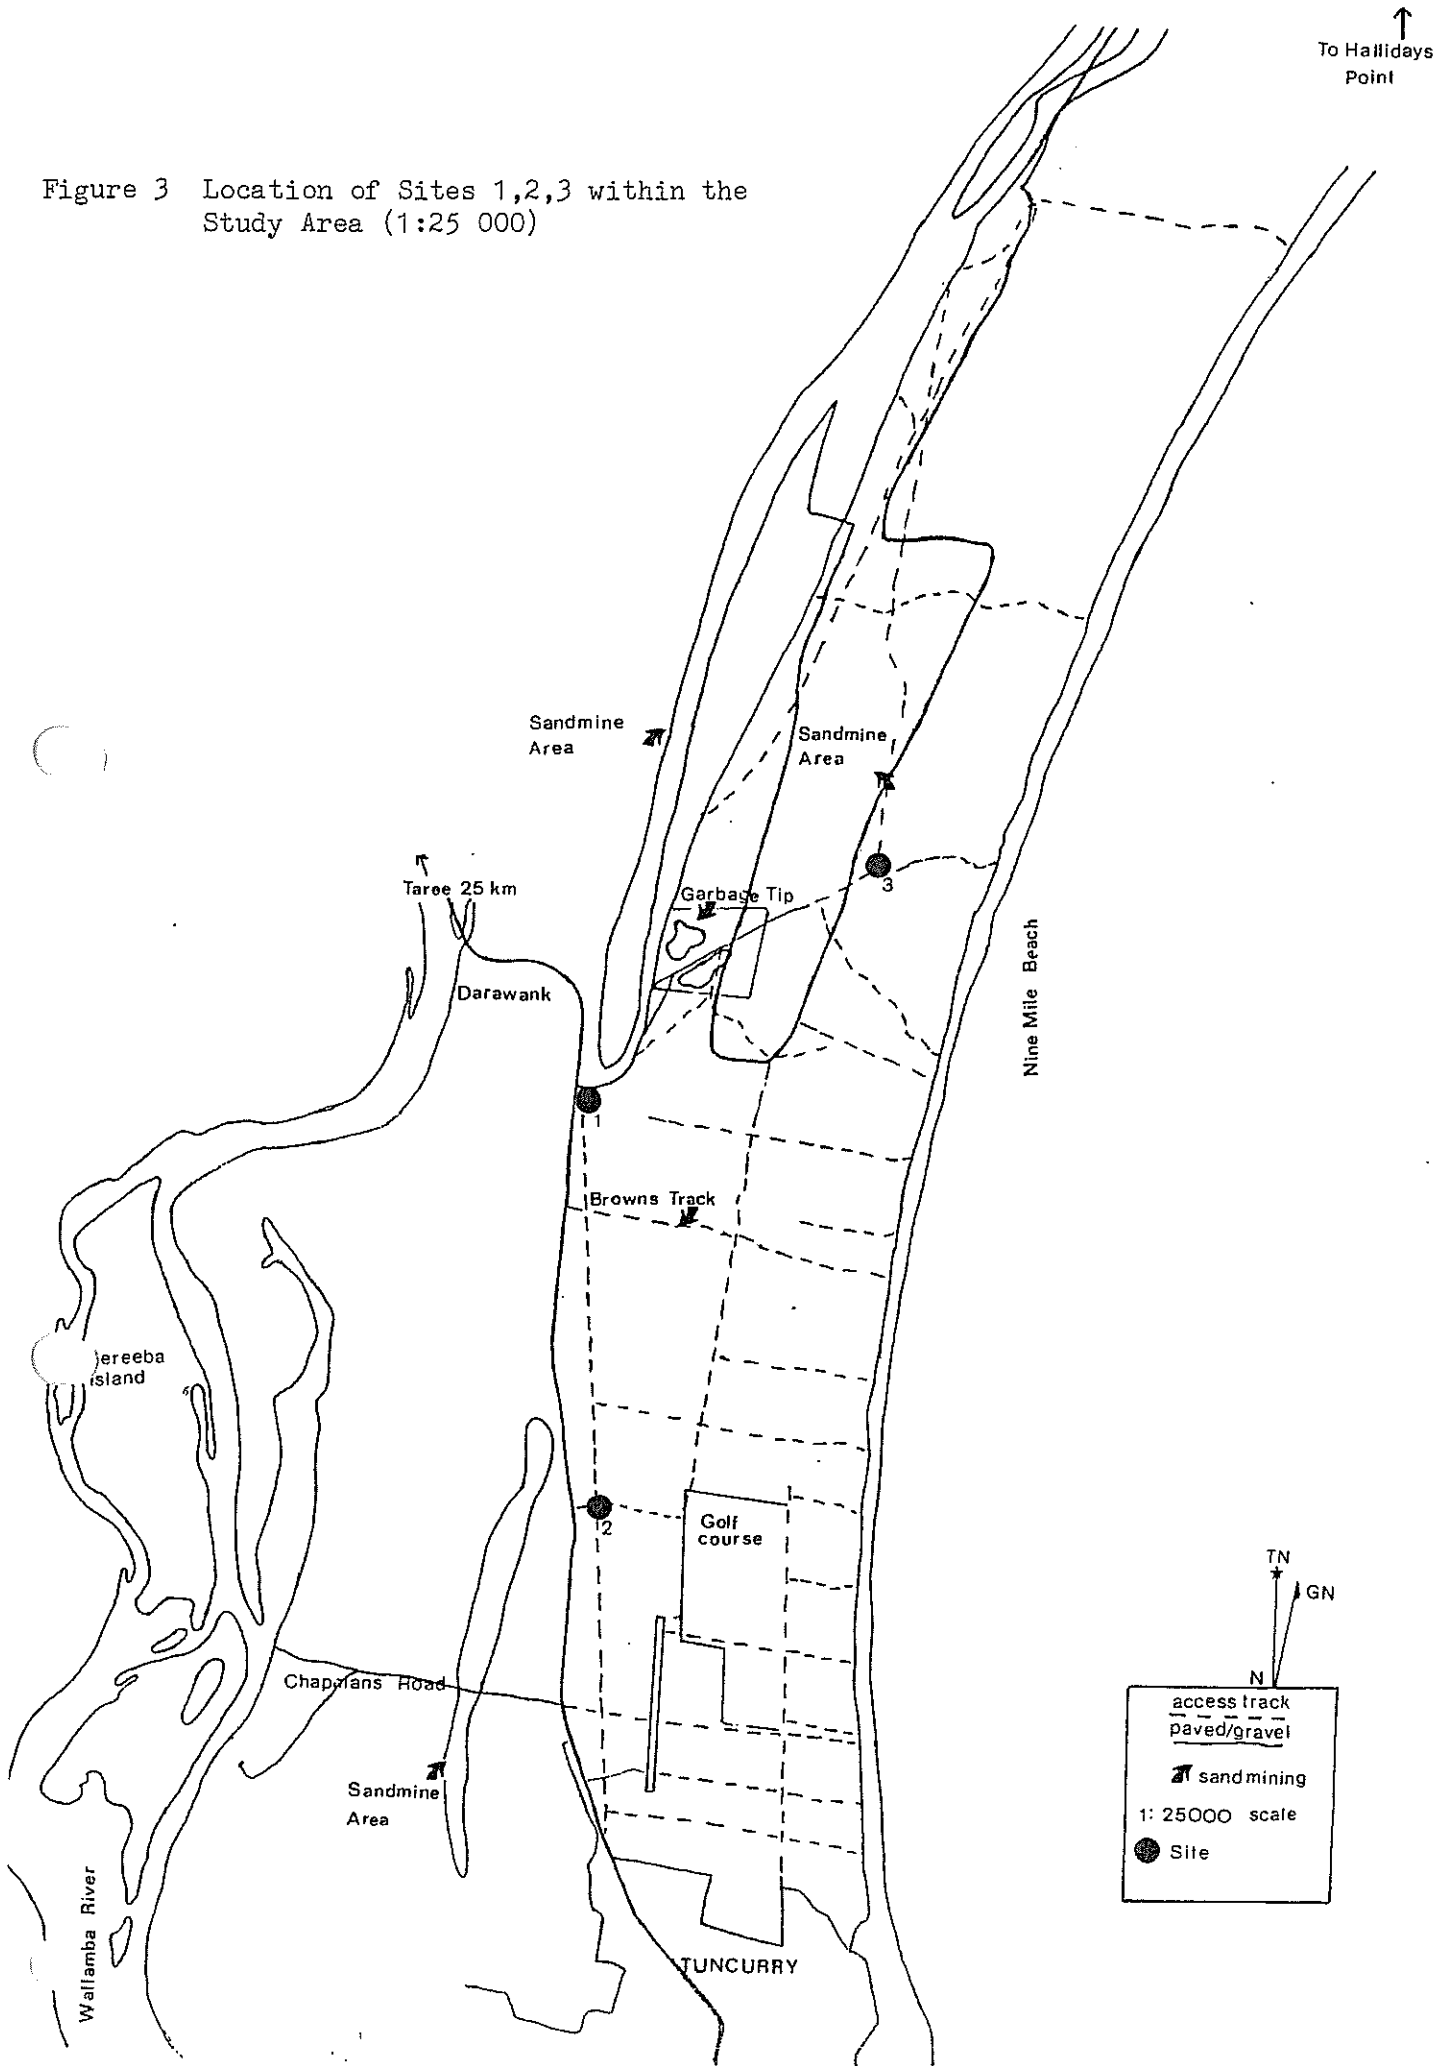 To Hallidays
Point
Figure 3 Location of Sites 1,2,3 within the
Study Area (1:25 000)
Sandmine
Area
Sandmine
Area
Taree 25 km
Garbage Tip
3
Darawank
Nine Mile Beach
1
Browns Track
ereeba
island
2
Golf
course
TN
GN
N
Road
access track
paved/gravel
sandmining
1: 25000 scale
Site
Sandmine
Area
Wallamba River
TUNCURRY